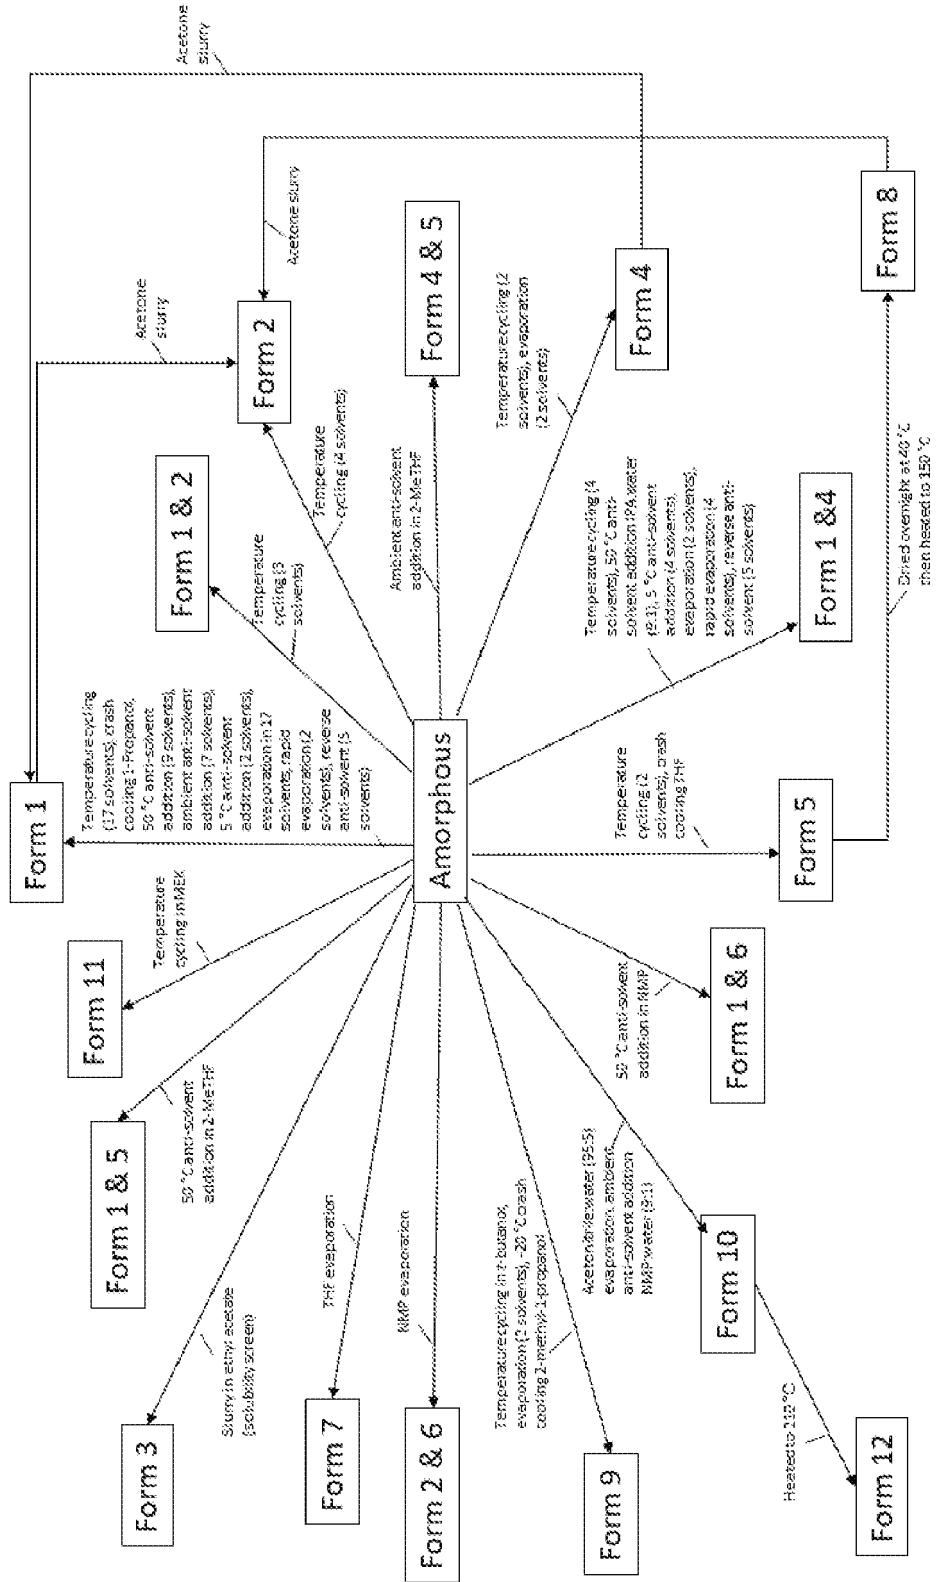 Form 1
Acetone
slurry
Acetone
slurry
Form 2
Acetone slurry
Form 1 & 2
Form 4 & 5
Form 4
Form 8
Form 1 &4
Form 5
Form 1 & 6
Form 10
Form 12
Form 9
Form 2 & 6
Form 7
Form 3
Form 1 & 5
Form 11
Amorphous
Temperature cycling
(17 solvents), crash
cooling 1-Propanol,
50 °C anti-solvent
addition (9 solvents),
ambient anti-solvent
addition (7 solvents),
5 °C anti-solvent
addition (2 solvents),
evaporation in 17
solvents, rapid
evaporation (2
solvents), reverse
anti-solvent (5
solvents)
Temperature
cycling (3
solvents)
Temperature
cycling (4 solvents)
Ambient anti-solvent
addition in 2-MeTHF
Temperature cycling (2
solvents), evaporation
(2 solvents)
Temperature cycling (4
solvents), 50 °C anti-
solvent addition IPA:water
(9:1), 5 °C anti-solvent
addition (4 solvents),
evaporation (2 solvents),
rapid evaporation (4
solvents), reverse anti-
solvent (5 solvents)
Temperature
cycling (2
solvents), crash
cooling THF
Dried overnight at 40 °C
then heated to 150 °C
50 °C anti-solvent
addition in NMP
Acetonitrile:water (95:5)
evaporation, ambient
anti-solvent addition
NMP:water (9:1)
Heated to
Temperature cycling in t-butanol,
evaporation (2 solvents), -20 °C crash
cooling 2-methyl-1-propanol
NMP evaporation
THF evaporation
Slurry in ethyl acetate
(solubility screen)
50 °C anti-solvent
addition in 2-MeTHF
Temperature
cycling in MEK